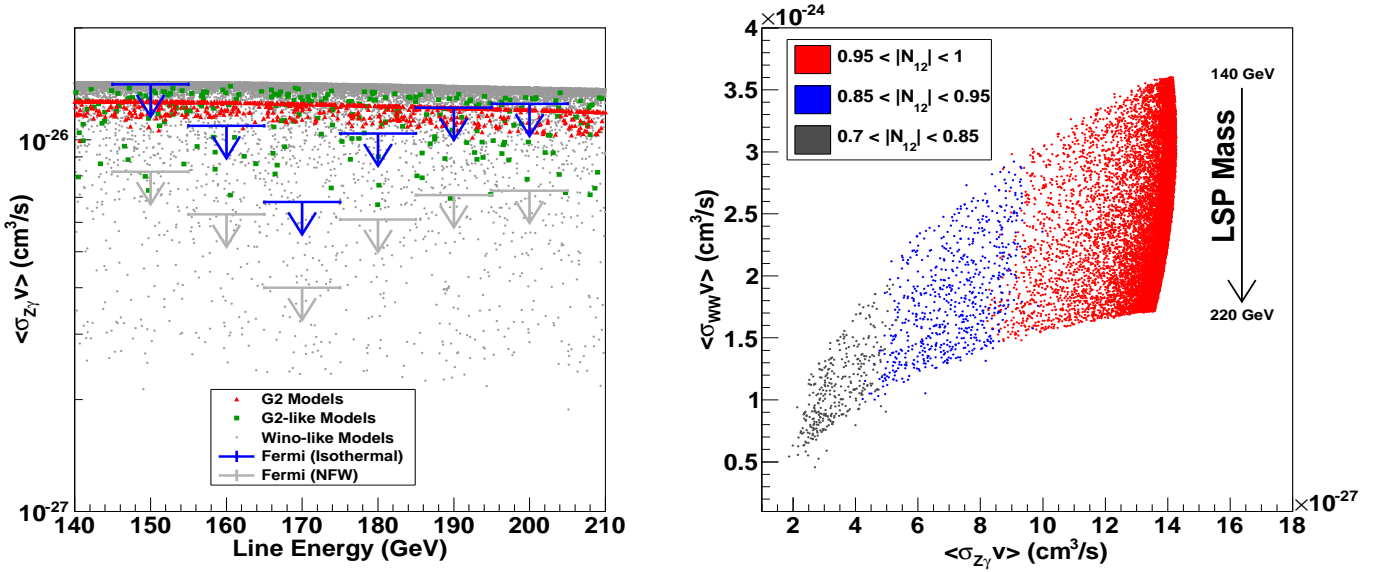 10⁻²⁶
10⁻²⁷
<σ_Zγ v> (cm³/s)
G2 Models
G2-like Models
Wino-like Models
Fermi (Isothermal)
Fermi (NFW)
140 150 160 170 180 190 200 210
Line Energy (GeV)
×10⁻²⁴
4
3.5
3
2.5
2
1.5
1
0.5
<σ_WW v> (cm³/s)
0.95 < |N₁₂| < 1
0.85 < |N₁₂| < 0.95
0.7 < |N₁₂| < 0.85
140 GeV
LSP Mass
220 GeV
2 4 6 8 10 12 14 16 18
×10⁻²⁷
<σ_Zγ v> (cm³/s)